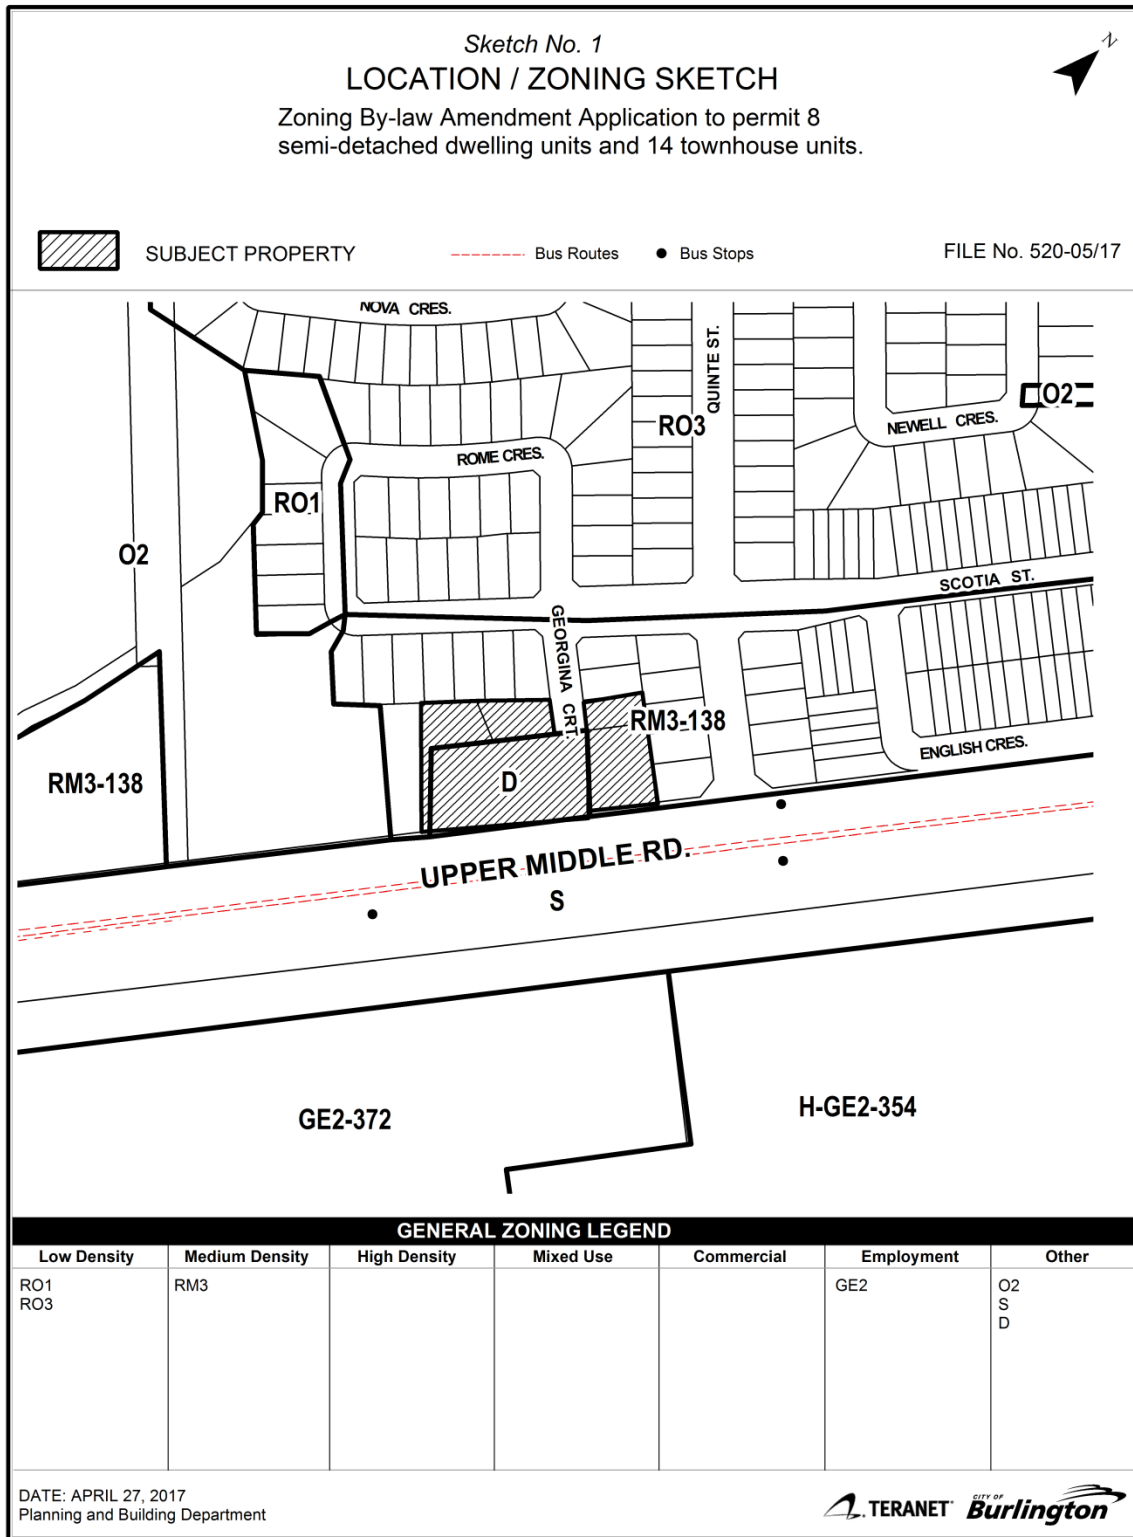 Sketch No. 1
LOCATION / ZONING SKETCH
Zoning By-law Amendment Application to permit 8
semi-detached dwelling units and 14 townhouse units.
N
SUBJECT PROPERTY
Bus Routes
Bus Stops
FILE No. 520-05/17
NOVA CRES.
QUINTE ST.
O2
RO3
NEWELL CRES.
ROME CRES.
RO1
O2
SCOTIA ST.
GEORGINA CRT.
RM3-138
ENGLISH CRES.
RM3-138
D
UPPER MIDDLE RD.
S
GE2-372
H-GE2-354
GENERAL ZONING LEGEND
Low Density Medium Density High Density Mixed Use Commercial Employment Other
RO1 RM3 GE2 O2
RO3 S
D
DATE: APRIL 27, 2017
Planning and Building Department
TERANET
CITY OF
Burlington